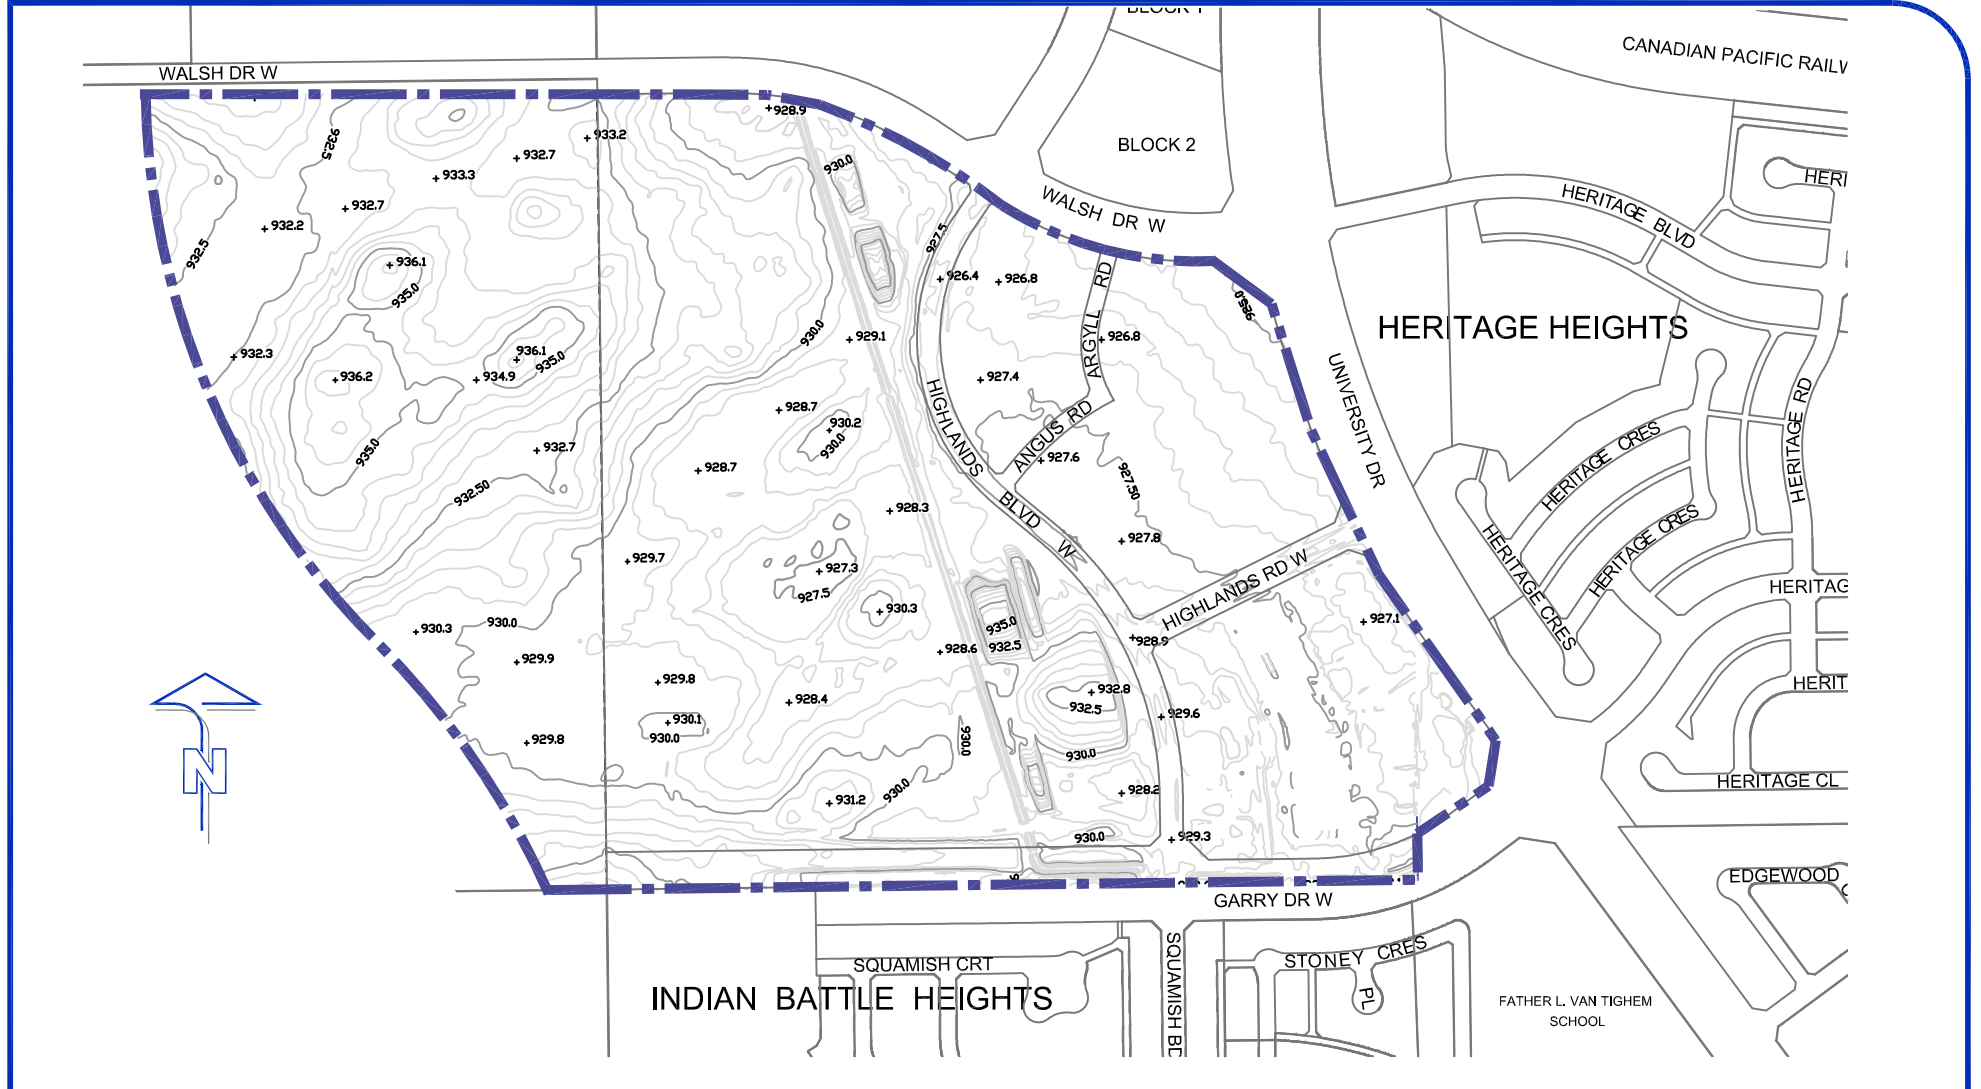 BLOCK 1
CANADIAN PACIFIC RAILW
WALSH DR W
928.9
933.2
932.5
932.7
BLOCK 2
930.0
933.3
HERI
932.7
WALSH DR W
HERITAGE BLVD
932.2
932.5
927.5
936.1
935.0
926.4
926.8
ARGYLL RD
925.0
930.0
929.1
926.8
HERITAGE HEIGHTS
932.3
936.1
935.0
936.2
934.9
927.4
UNIVERSITY DR
HERITAGE RD
HIGHLANDS BLVD W
928.7
930.2
930.0
ANGUS RD
HERITAGE CRES
935.0
932.7
928.7
927.6
927.50
932.50
928.3
HERITAGE CRES
927.8
929.7
927.3
927.5
HIGHLANDS RD W
HERITAGE CRES
HERITAG
930.3
930.0
930.3
935.0
932.5
928.9
927.1
929.9
928.6
929.8
932.8
932.5
HERIT
928.4
929.6
930.1
930.0
929.8
930.0
930.0
N
HERITAGE CL
931.2
930.0
928.2
930.0
929.3
EDGEWOOD
GARRY DR W
SQUAMISH CRT
SQUAMISH BD
STONEY CRES
PL
INDIAN BATTLE HEIGHTS
FATHER L. VAN TIGHEM
SCHOOL